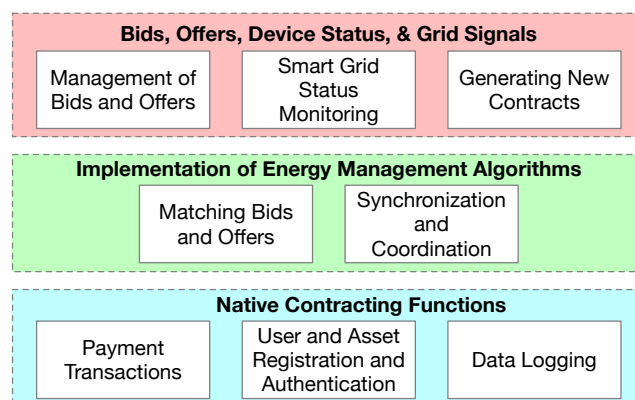 Bids, Offers, Device Status, & Grid Signals
Management of
Bids and Offers
Smart Grid
Status
Monitoring
Generating New
Contracts
Implementation of Energy Management Algorithms
Matching Bids
and Offers
Synchronization
and
Coordination
Native Contracting Functions
Payment
Transactions
User and Asset
Registration and
Authentication
Data Logging